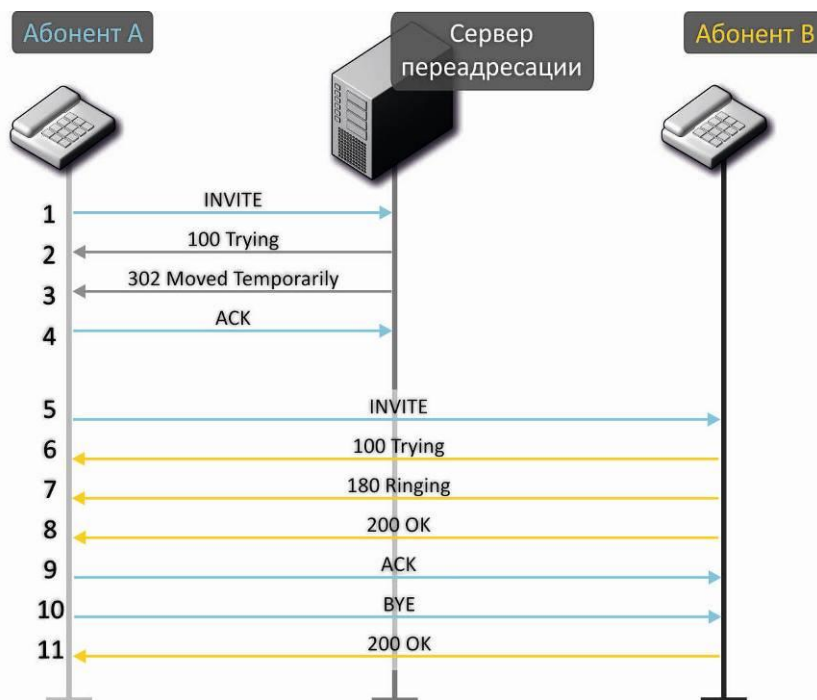 Абонент А
Сервер
переадресации
Абонент В
1 INVITE
2 100 Trying
3 302 Moved Temporarily
4 ACK
5 INVITE
6 100 Trying
7 180 Ringing
8 200 OK
9 ACK
10 BYE
11 200 OK